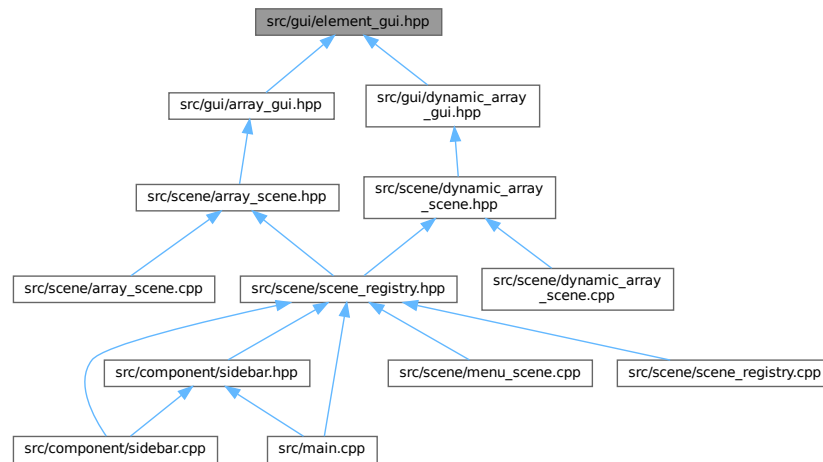 src/gui/element_gui.hpp
src/gui/array_gui.hpp
src/gui/dynamic_array
_gui.hpp
src/scene/array_scene.hpp
src/scene/dynamic_array
_scene.hpp
src/scene/array_scene.cpp
src/scene/scene_registry.hpp
src/scene/dynamic_array
_scene.cpp
src/component/sidebar.hpp
src/scene/menu_scene.cpp
src/scene/scene_registry.cpp
src/component/sidebar.cpp
src/main.cpp